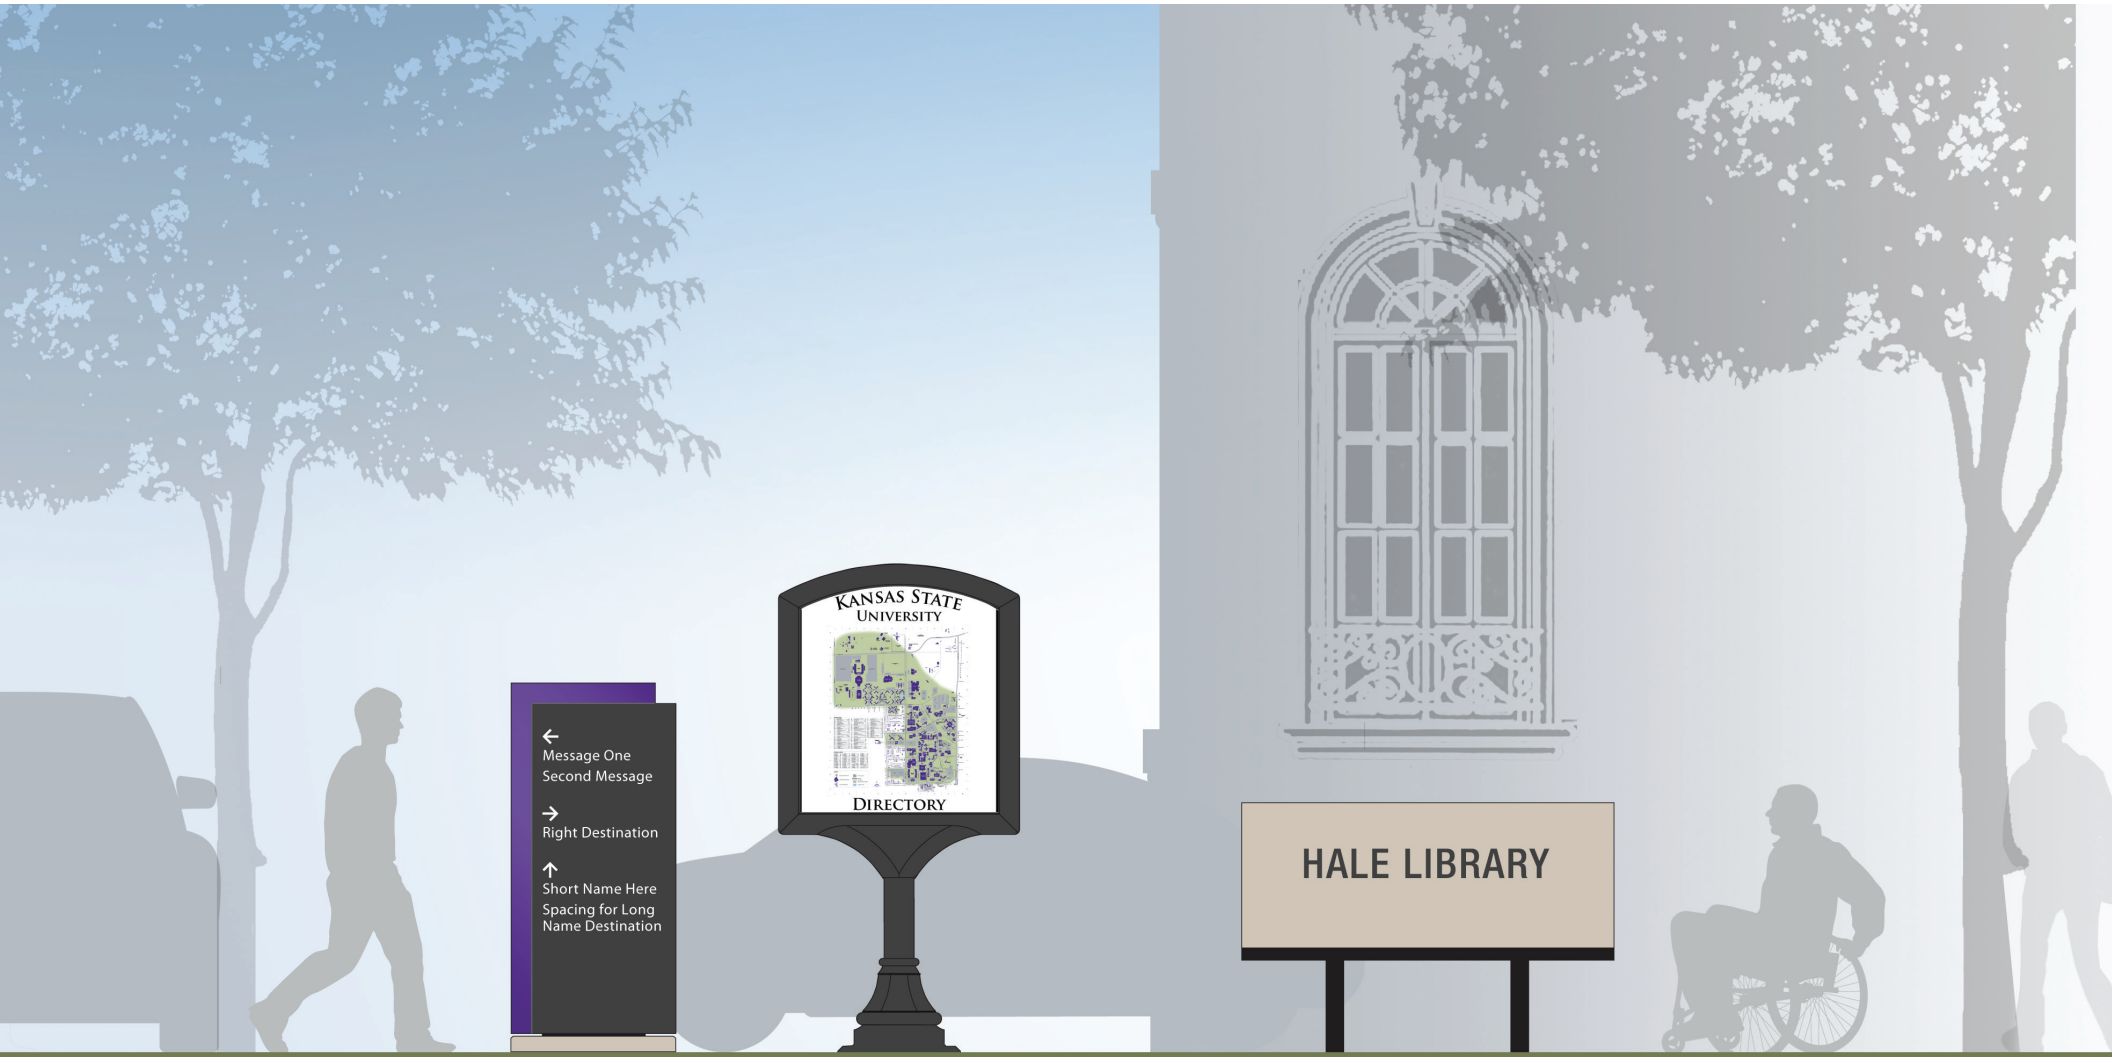 ←
Message One
Second Message
→
Right Destination
↑
Short Name Here
Spacing for Long
Name Destination
KANSAS STATE
UNIVERSITY
DIRECTORY
HALE LIBRARY